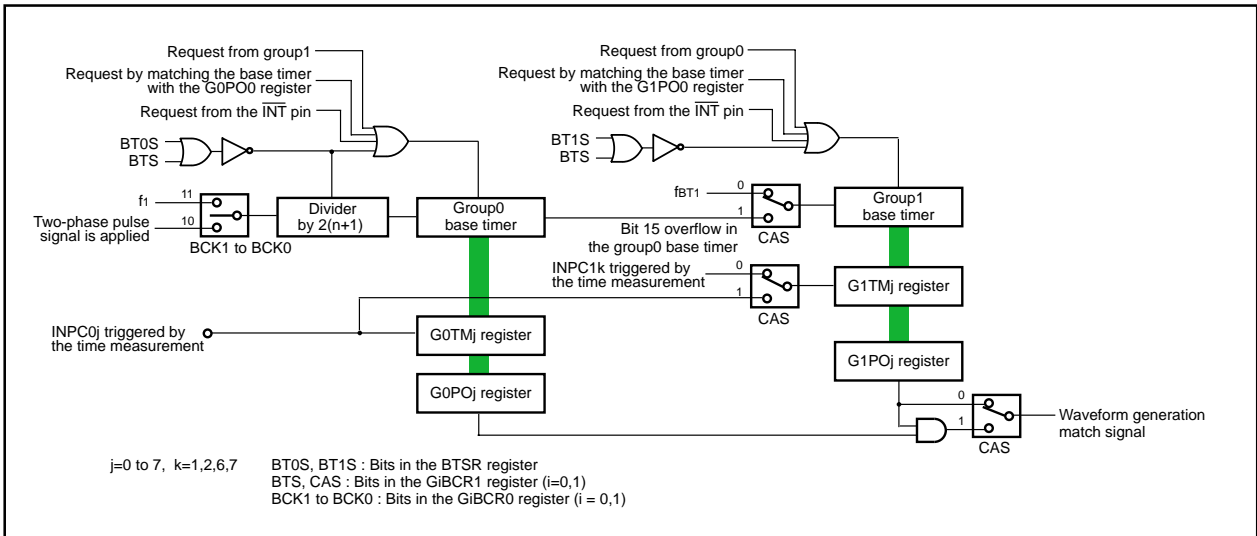 Request from group1
Request by matching the base timer
with the G0PO0 register
Request from the INT pin
BT0S
BTS
f1
11
Two-phase pulse
signal is applied
10
BCK1 to BCK0
Divider
by 2(n+1)
Group0
base timer
Request from group0
Request by matching the base timer
with the G1PO0 register
Request from the INT pin
BT1S
BTS
fBT1
0
1
CAS
Bit 15 overflow in
the group0 base timer
Group1
base timer
INPC1k triggered by
the time measurement
0
1
CAS
G1TMj register
INPC0j triggered by
the time measurement
G0TMj register
G1POj register
G0POj register
0
1
CAS
Waveform generation
match signal
j=0 to 7, k=1,2,6,7
BT0S, BT1S : Bits in the BTSR register
BTS, CAS : Bits in the GiBCR1 register (i=0,1)
BCK1 to BCK0 : Bits in the GiBCR0 register (i = 0,1)